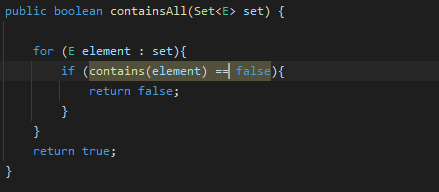 public boolean containsAll(Set<E> set) {
for (E element : set){
if (contains(element) == false){
return false;
}
}
return true;
}